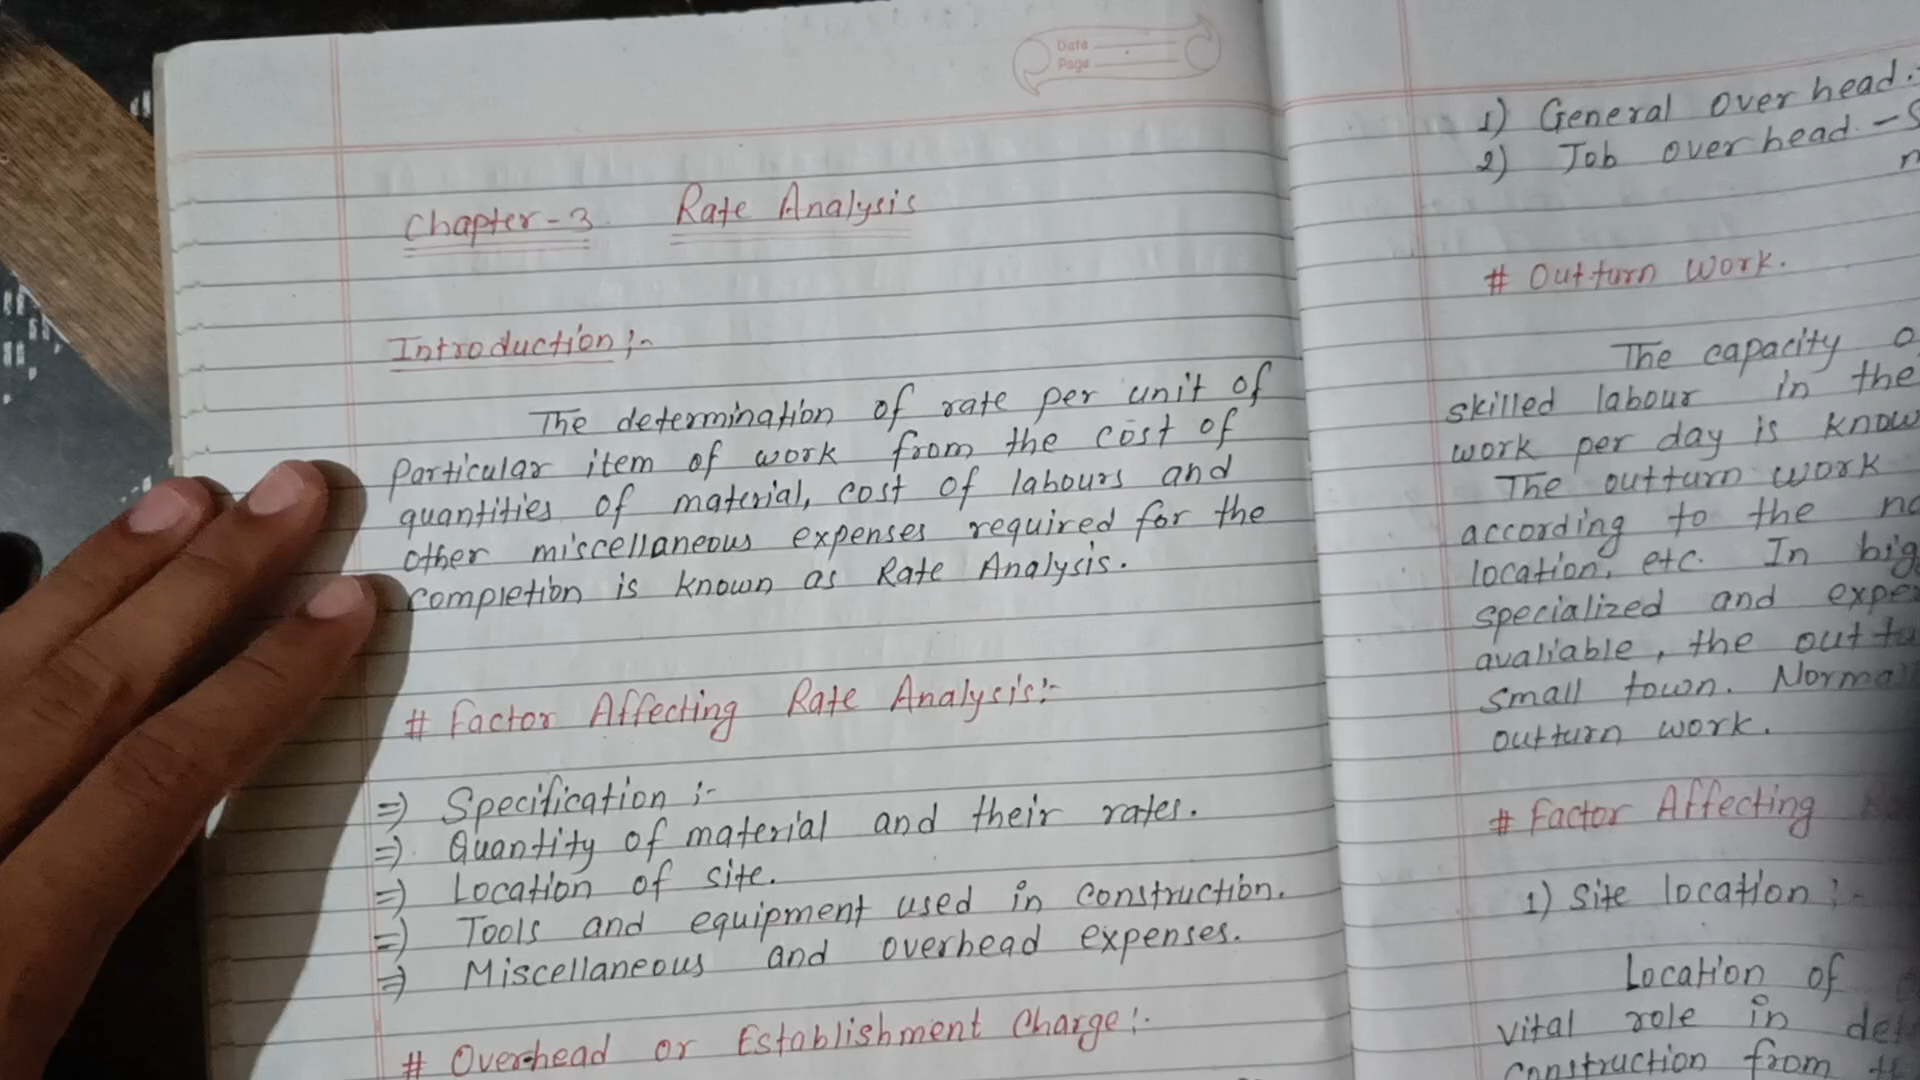 Date
Page
Chapter-3. Rate Analysis
Introduction :-
The determination of rate per unit of
Particular item of work from the cost of
quantities of material, cost of labours and
other miscellaneous expenses required for the
completion is known as Rate Analysis.
# Factor Affecting Rate Analysis:-
⇒ Specification :-
⇒ Quantity of material and their rates.
⇒ Location of site.
⇒ Tools and equipment used in construction.
⇒ Miscellaneous and overhead expenses.
# Overhead or Establishment Charge:-
1) General over head.
2) Job over head. -
# Out turn Work.
The capacity
skilled labour in the
work per day is
The outturn work
according to the
location, etc. In
specialized and
avaliable, the out
small town.
outturn work.
# Factor Affecting
1) Site location :-
Location of
vital role in
construction from